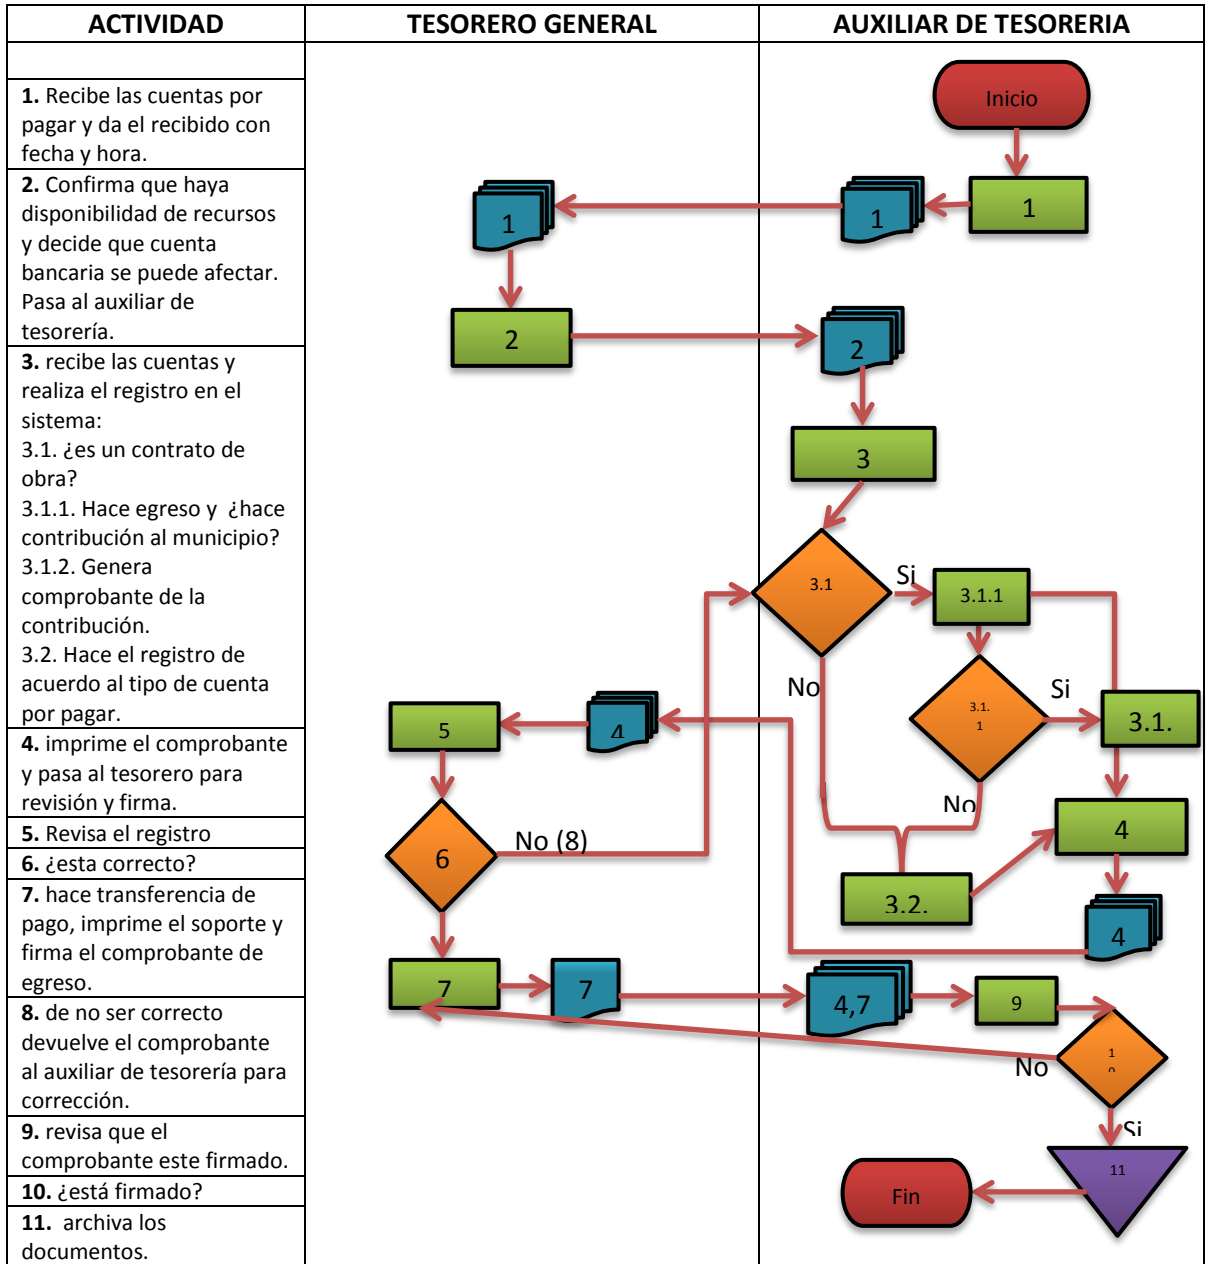 ACTIVIDAD
TESORERO GENERAL
AUXILIAR DE TESORERIA
1. Recibe las cuentas por
pagar y da el recibido con
fecha y hora.
2. Confirma que haya
disponibilidad de recursos
y decide que cuenta
bancaria se puede afectar.
Pasa al auxiliar de
tesorería.
3. recibe las cuentas y
realiza el registro en el
sistema:
3.1. ¿es un contrato de
obra?
3.1.1. Hace egreso y ¿hace
contribución al municipio?
3.1.2. Genera
comprobante de la
contribución.
3.2. Hace el registro de
acuerdo al tipo de cuenta
por pagar.
4. imprime el comprobante
y pasa al tesorero para
revisión y firma.
5. Revisa el registro
6. ¿esta correcto?
7. hace transferencia de
pago, imprime el soporte y
firma el comprobante de
egreso.
8. de no ser correcto
devuelve el comprobante
al auxiliar de tesorería para
corrección.
9. revisa que el
comprobante este firmado.
10. ¿está firmado?
11. archiva los
documentos.
Inicio
1
1
1
2
2
3
3.1
Si
3.1.1
No
3.1.
1
Si
3.1.
No
5
4
4
6
No (8)
3.2.
4
7
7
4,7
9
10
No
Si
11
Fin